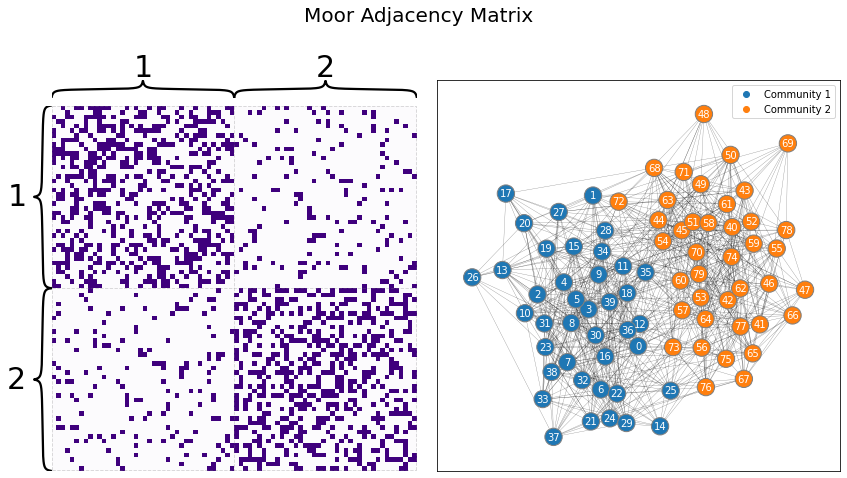 Moor Adjacency Matrix
1 2
1
2
Community 1
Community 2
48
69
50
68 71
49
43
17 1 72 63 61
27
20 44 51 58 52
28 45 40 78
54 59
19 15 34 70 74 55
13 9 11 35
26 4 60 79 46
2 5 18 62 47
39 53 42
10 3 57
31 8 64 66
36 12 77 41
30
23 0 73 56
16 65
7 75
38
32 67
6 22 25 76
33
21 24 29
14
37